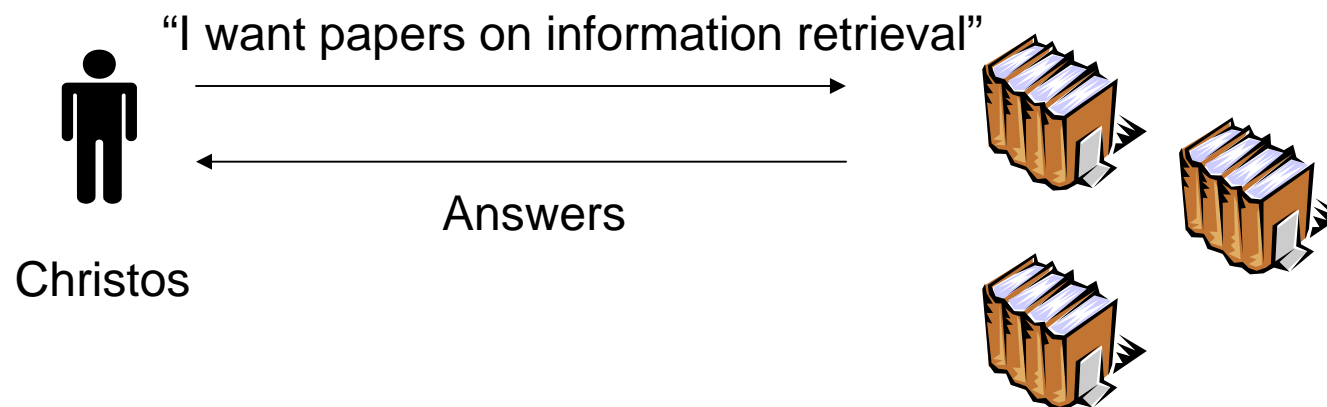 “I want papers on information retrieval”
Answers
Christos